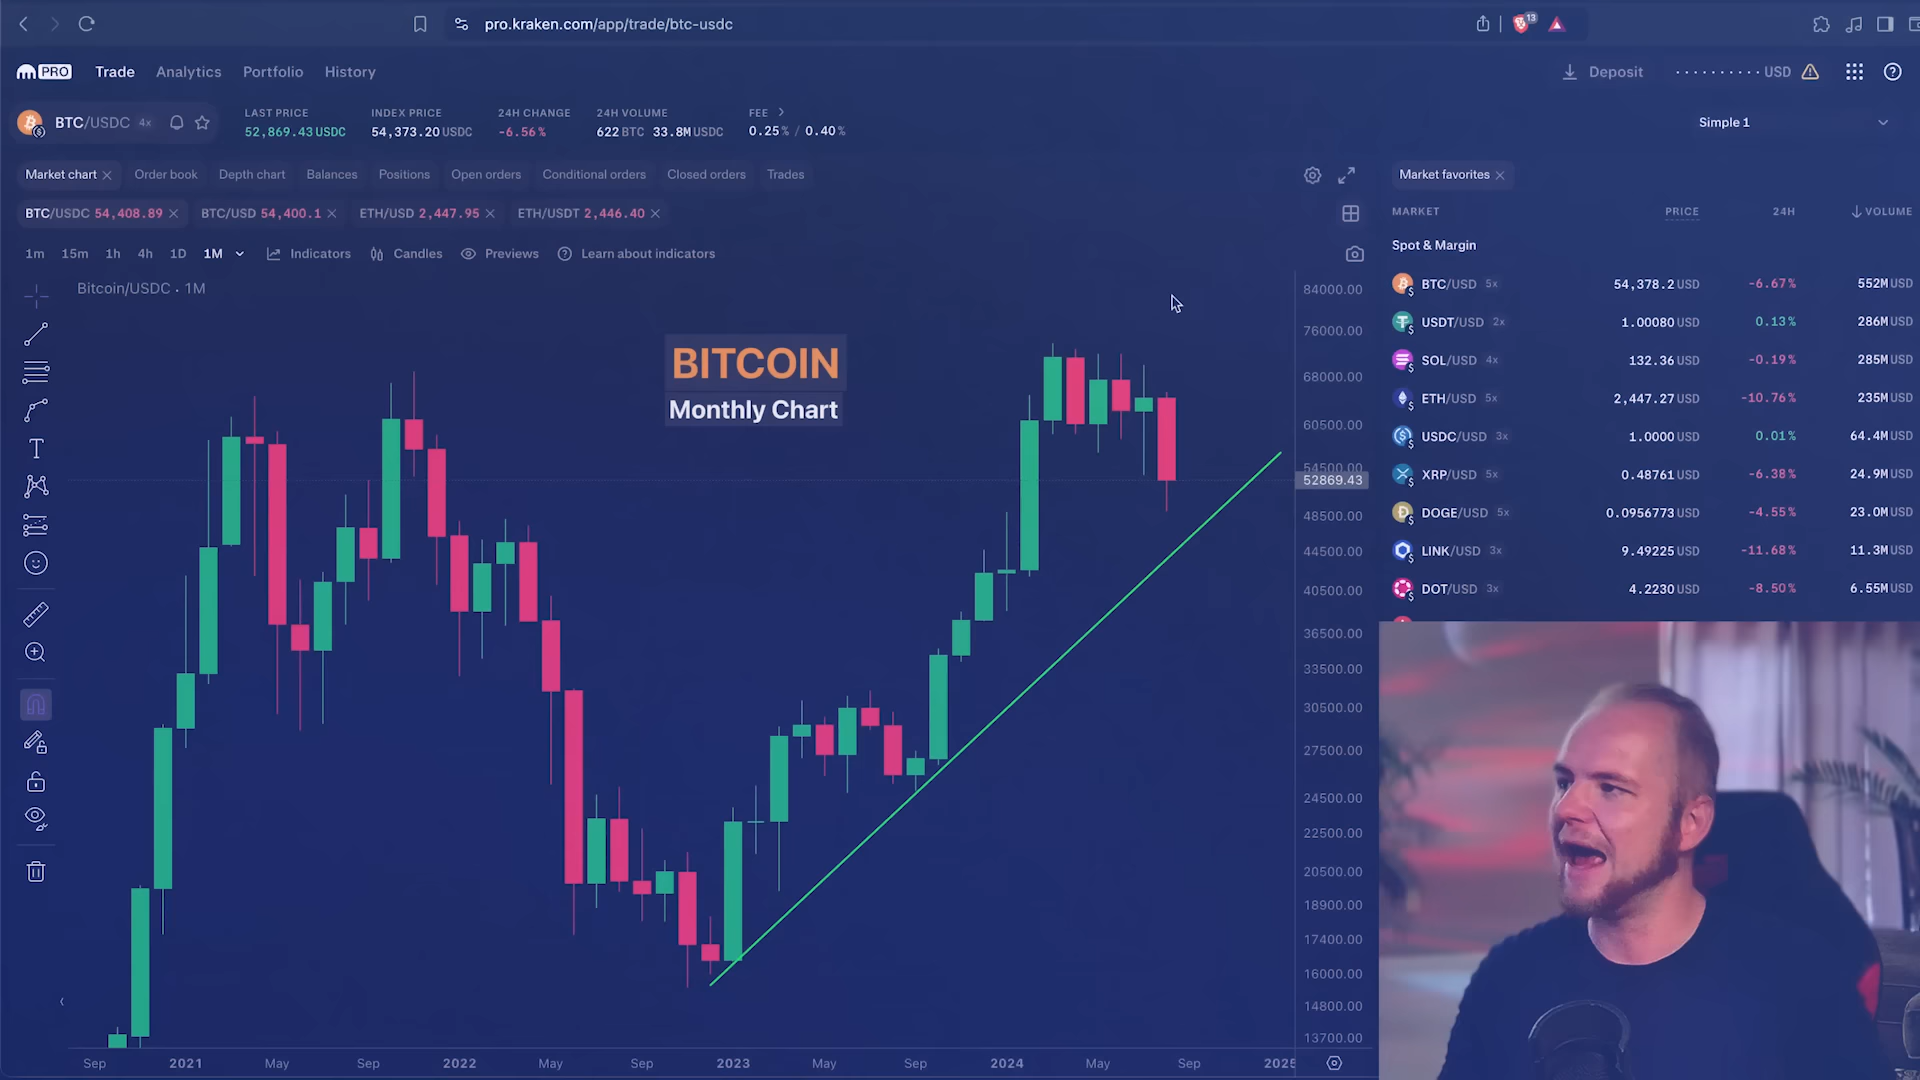 pro.kraken.com/app/trade/btc-usdc
13
PRO Trade Analytics Portfolio History
Deposit ·········· USD
BTC/USDC 4x
LAST PRICE INDEX PRICE 24H CHANGE 24H VOLUME FEE
52,869.43 USDC 54,373.20 USDC -6.56% 622 BTC 33.8M USDC 0.25% / 0.40%
Simple 1
Market chart Order book Depth chart Balances Positions Open orders Conditional orders Closed orders Trades
Market favorites
BTC/USDC 54,408.89 BTC/USD 54,400.1 ETH/USD 2,447.95 ETH/USDT 2,446.40
MARKET PRICE 24H VOLUME
1m 15m 1h 4h 1D 1M Indicators Candles Previews Learn about indicators
Spot & Margin
Bitcoin/USDC · 1M
BITCOIN
Monthly Chart
BTC/USD 5x 54,378.2 USD -6.67% 552M USD
USDT/USD 2x 1.00080 USD 0.13% 286M USD
SOL/USD 4x 132.36 USD -0.19% 285M USD
ETH/USD 5x 2,447.27 USD -10.76% 235M USD
USDC/USD 3x 1.0000 USD 0.01% 64.4M USD
XRP/USD 5x 0.48761 USD -6.38% 24.9M USD
DOGE/USD 5x 0.0956773 USD -4.55% 23.0M USD
LINK/USD 3x 9.49225 USD -11.68% 11.3M USD
DOT/USD 3x 4.2230 USD -8.50% 6.55M USD
84000.00
76000.00
68000.00
60500.00
54500.00
52869.43
48500.00
44500.00
40500.00
36500.00
33500.00
30500.00
27500.00
24500.00
22500.00
20500.00
18900.00
17400.00
16000.00
14800.00
13700.00
Sep 2021 May Sep 2022 May Sep 2023 May Sep 2024 May Sep 2025